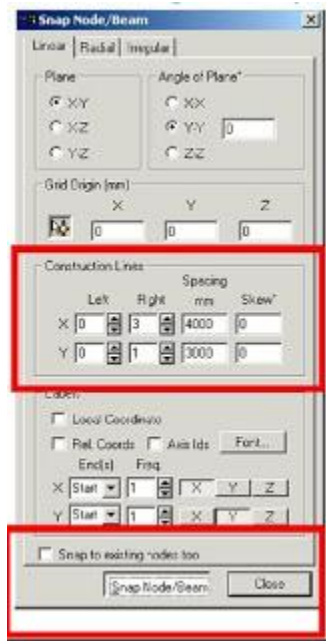 Snap Node/Beam
Linear Radial Irregular
Plane Angle of Plane°
X-Y X-X
X-Z Y-Y 0
Y-Z Z-Z
Grid Origin (mm)
X Y Z
0 0 0
Construction Lines
Spacing
Left Right mm Skew°
X 0 3 4000 0
Y 0 1 3000 0
Labels
Local Coordinate
Rel. Coords Axis Ids Font...
End(s) Freq.
X Start 1 X Y Z
Y Start 1 X Y Z
Snap to existing nodes too
Snap Node/Beam Close